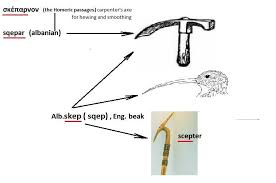 σκέπαρνον (the Homeric passages) carpenter's axe
for hewing and smoothing
sqepar (albanian)
Alb.skep ( sqep) , Eng. beak
scepter